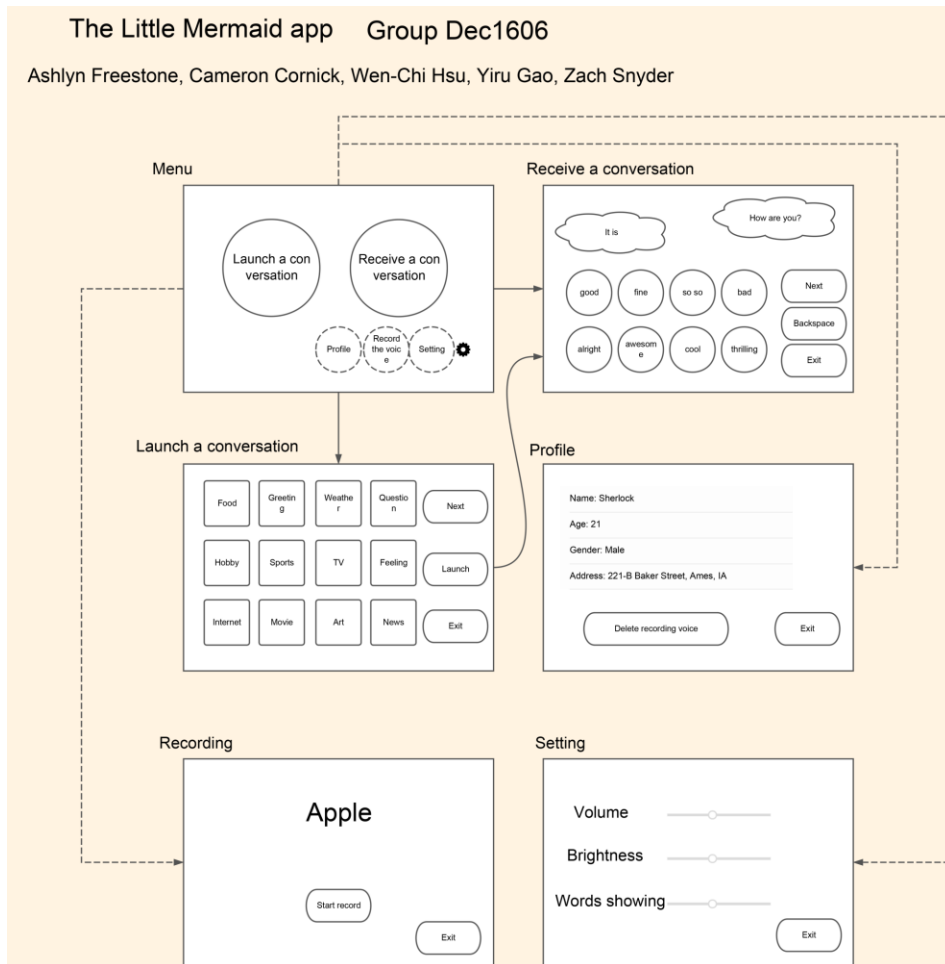 The Little Mermaid app Group Dec1606
Ashlyn Freestone, Cameron Cornick, Wen-Chi Hsu, Yiru Gao, Zach Snyder
Menu
Launch a con
versation
Receive a con
versation
Profile
Record
the voic
e
Setting
Receive a conversation
It is
How are you?
good
fine
so so
bad
Next
alright
awesom
e
cool
thrilling
Backspace
Exit
Launch a conversation
Food
Greetin
g
Weathe
r
Questio
n
Next
Hobby
Sports
TV
Feeling
Launch
Internet
Movie
Art
News
Exit
Profile
Name: Sherlock
Age: 21
Gender: Male
Address: 221-B Baker Street, Ames, IA
Delete recording voice
Exit
Recording
Apple
Start record
Exit
Setting
Volume
Brightness
Words showing
Exit